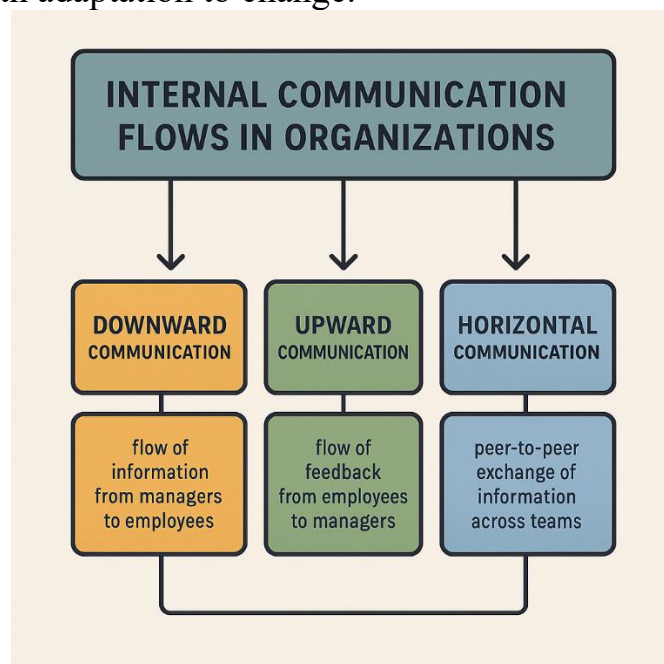 adaptation to change.
INTERNAL COMMUNICATION
FLOWS IN ORGANIZATIONS
DOWNWARD
COMMUNICATION
UPWARD
COMMUNICATION
HORIZONTAL
COMMUNICATION
flow of
information
from managers
to employees
flow of
feedback
from employees
to managers
peer-to-peer
exchange of
information
across teams